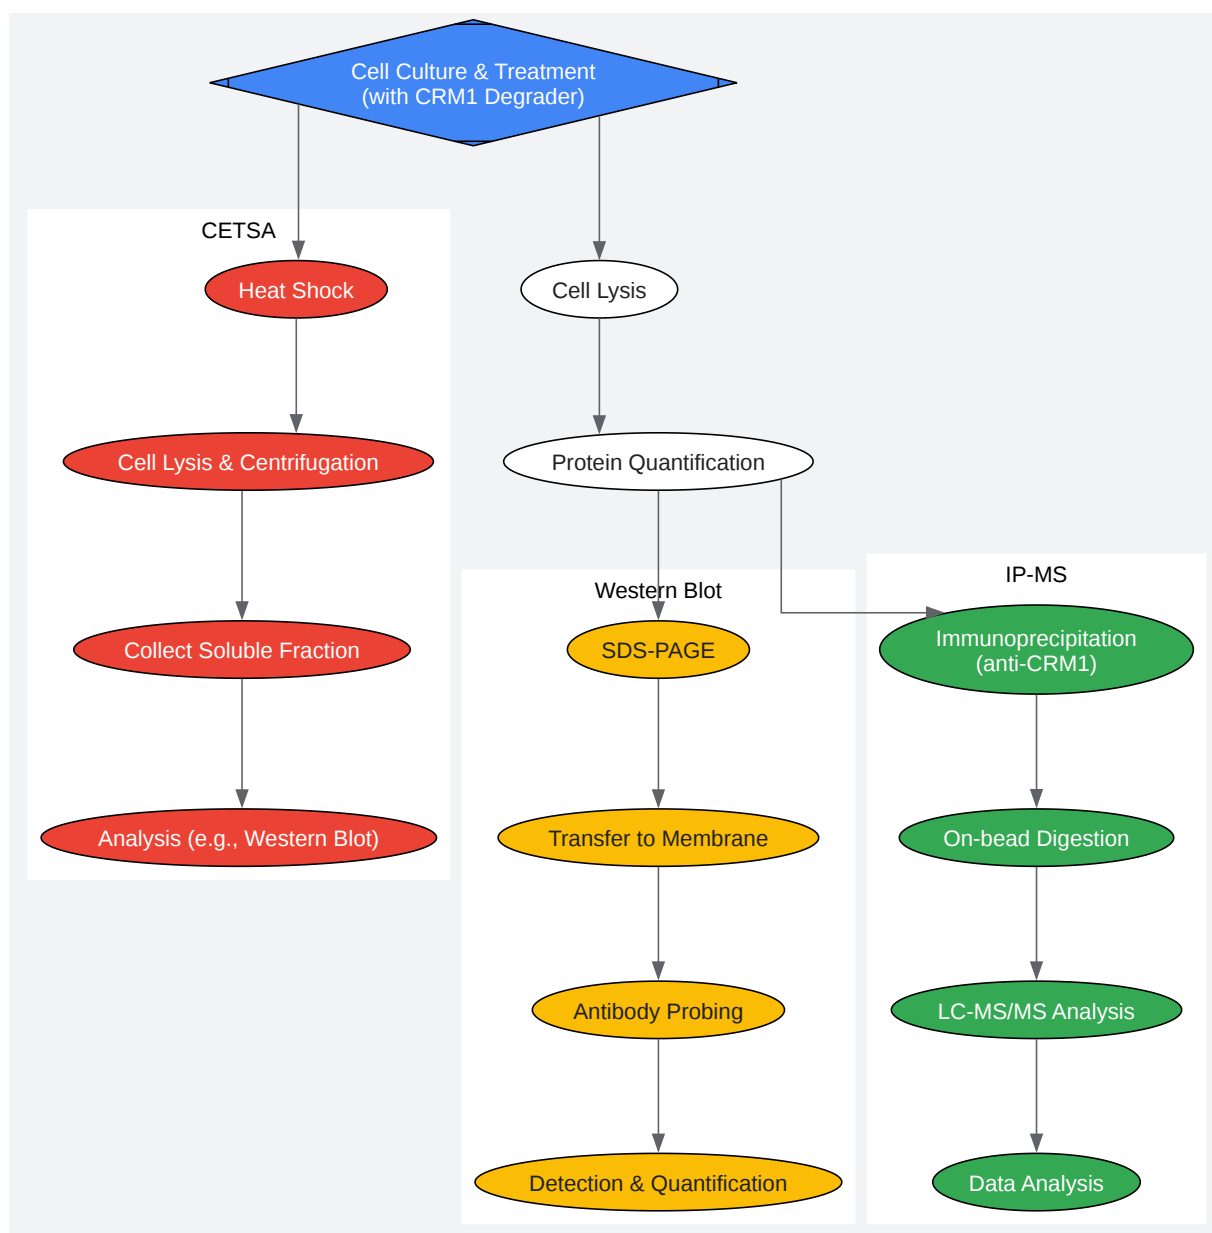 Cell Culture & Treatment
(with CRM1 Degrader)
CETSA
Heat Shock
Cell Lysis & Centrifugation
Collect Soluble Fraction
Analysis (e.g., Western Blot)
Cell Lysis
Protein Quantification
Western Blot
SDS-PAGE
Transfer to Membrane
Antibody Probing
Detection & Quantification
IP-MS
Immunoprecipitation
(anti-CRM1)
On-bead Digestion
LC-MS/MS Analysis
Data Analysis